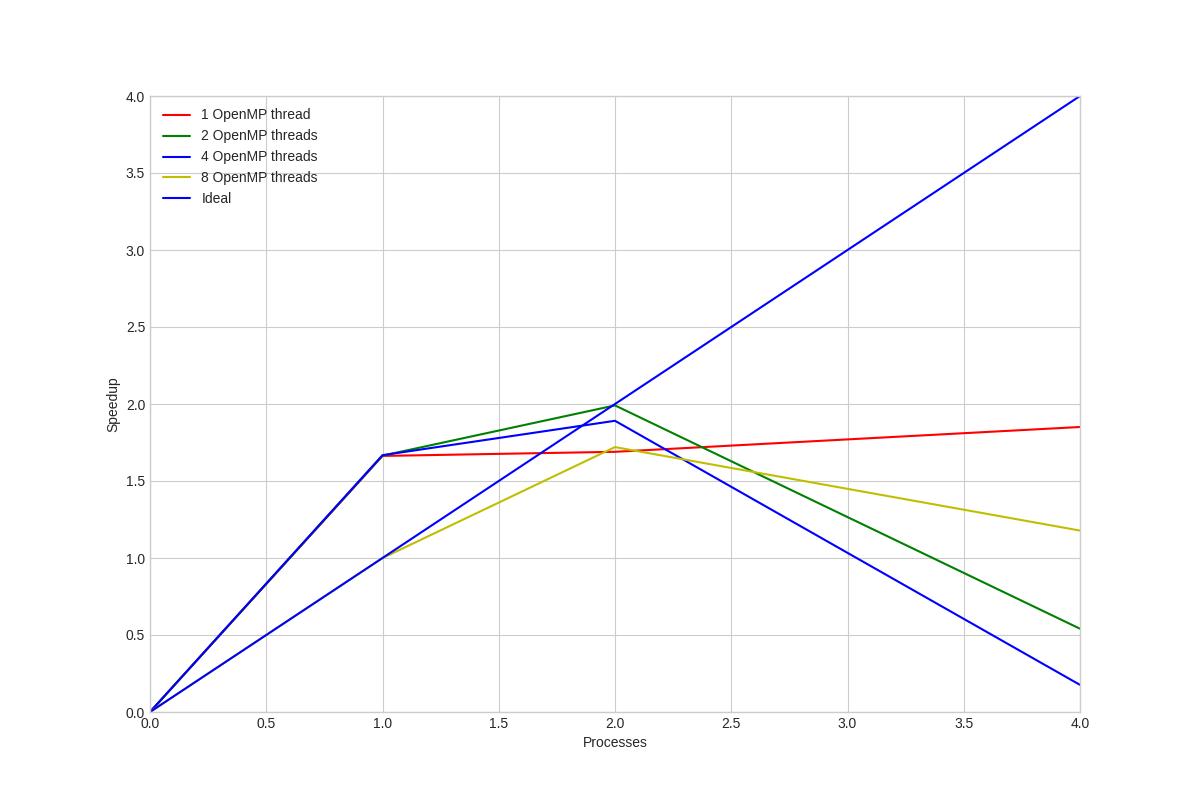 4.0
3.5
3.0
2.5
2.0
1.5
1.0
0.5
0.0
Speedup
1 OpenMP thread
2 OpenMP threads
4 OpenMP threads
8 OpenMP threads
Ideal
0.0 0.5 1.0 1.5 2.0 2.5 3.0 3.5 4.0
Processes